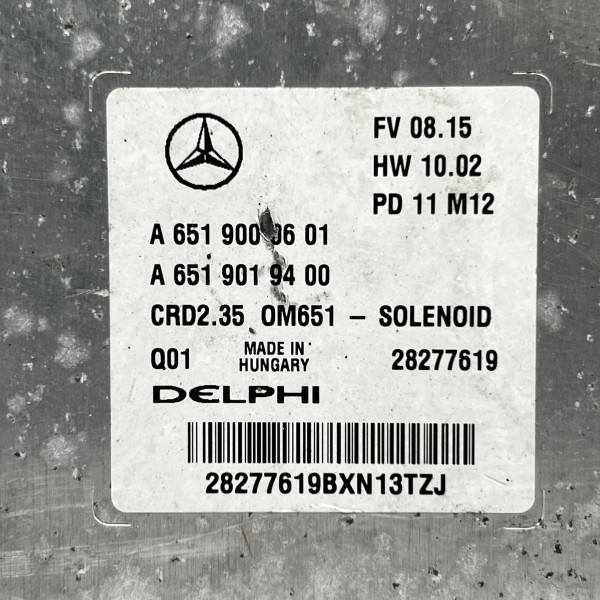 FV 08.15
HW 10.02
PD 11 M12
A 651 900 06 01
A 651 901 94 00
CRD2.35 OM651 – SOLENOID
Q01 MADE IN HUNGARY 28277619
DELPHI
28277619BXN13TZJ